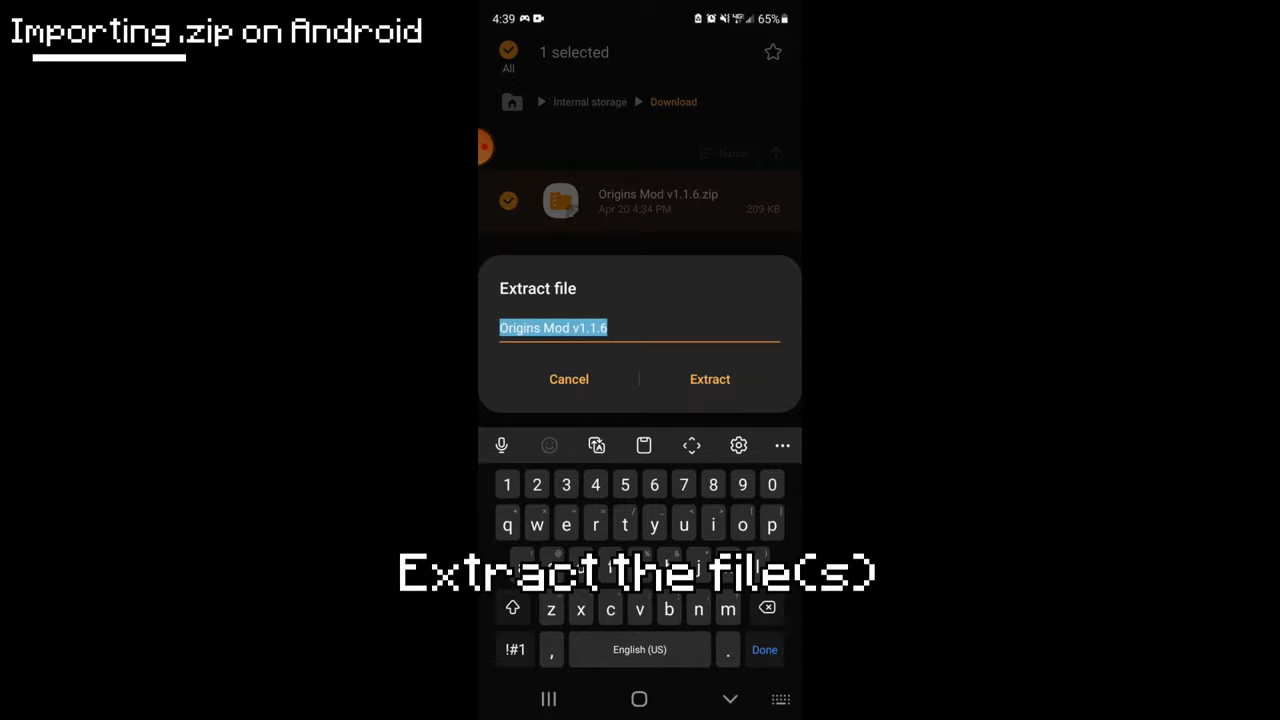 Importing .zip on Android
4:39
65%
All
1 selected
Internal storage
Download
Name
Origins Mod v1.1.6.zip
Apr 20 4:34 PM
209 KB
Extract file
Origins Mod v1.1.6
Cancel
Extract
1 2 3 4 5 6 7 8 9 0
q w e r t y u i o p
Extract the file(s)
z x c v b n m
!#1 , English (US) . Done